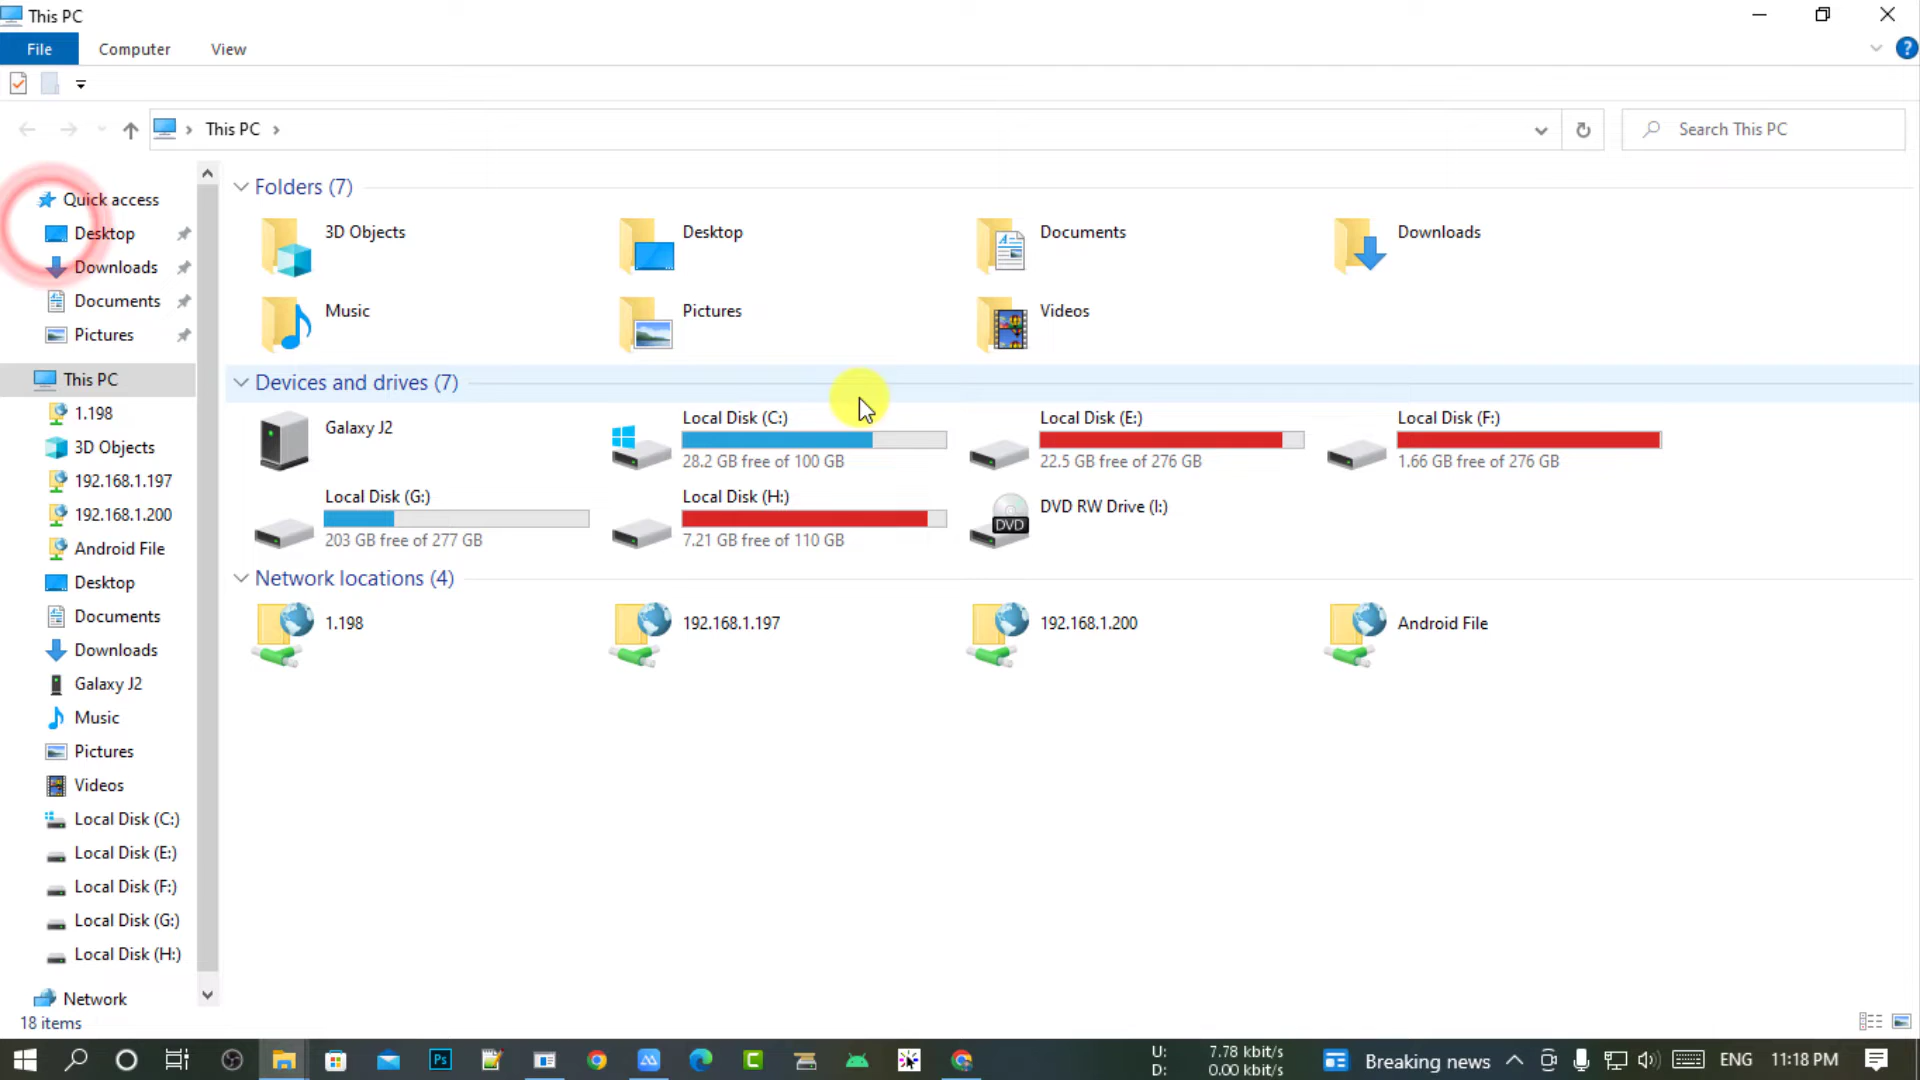 This PC
File Computer View
This PC
Search This PC
Quick access
Desktop
Downloads
Documents
Pictures
This PC
1.198
3D Objects
192.168.1.197
192.168.1.200
Android File
Desktop
Documents
Downloads
Galaxy J2
Music
Pictures
Videos
Local Disk (C:)
Local Disk (E:)
Local Disk (F:)
Local Disk (G:)
Local Disk (H:)
Network
Folders (7)
3D Objects
Desktop
Documents
Downloads
Music
Pictures
Videos
Devices and drives (7)
Galaxy J2
Local Disk (C:)
28.2 GB free of 100 GB
Local Disk (E:)
22.5 GB free of 276 GB
Local Disk (F:)
1.66 GB free of 276 GB
Local Disk (G:)
203 GB free of 277 GB
Local Disk (H:)
7.21 GB free of 110 GB
DVD RW Drive (I:)
DVD
Network locations (4)
1.198
192.168.1.197
192.168.1.200
Android File
18 items
Ps
U: 7.78 kbit/s
D: 0.00 kbit/s
Breaking news
ENG
11:18 PM